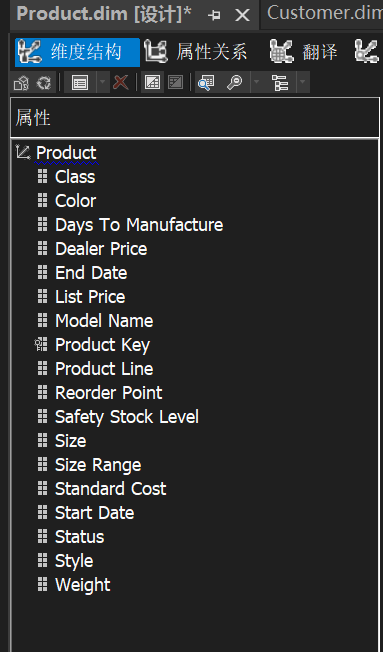 Product.dim [设计]* Customer.dim
维度结构 属性关系 翻译
属性
Product
Class
Color
Days To Manufacture
Dealer Price
End Date
List Price
Model Name
Product Key
Product Line
Reorder Point
Safety Stock Level
Size
Size Range
Standard Cost
Start Date
Status
Style
Weight